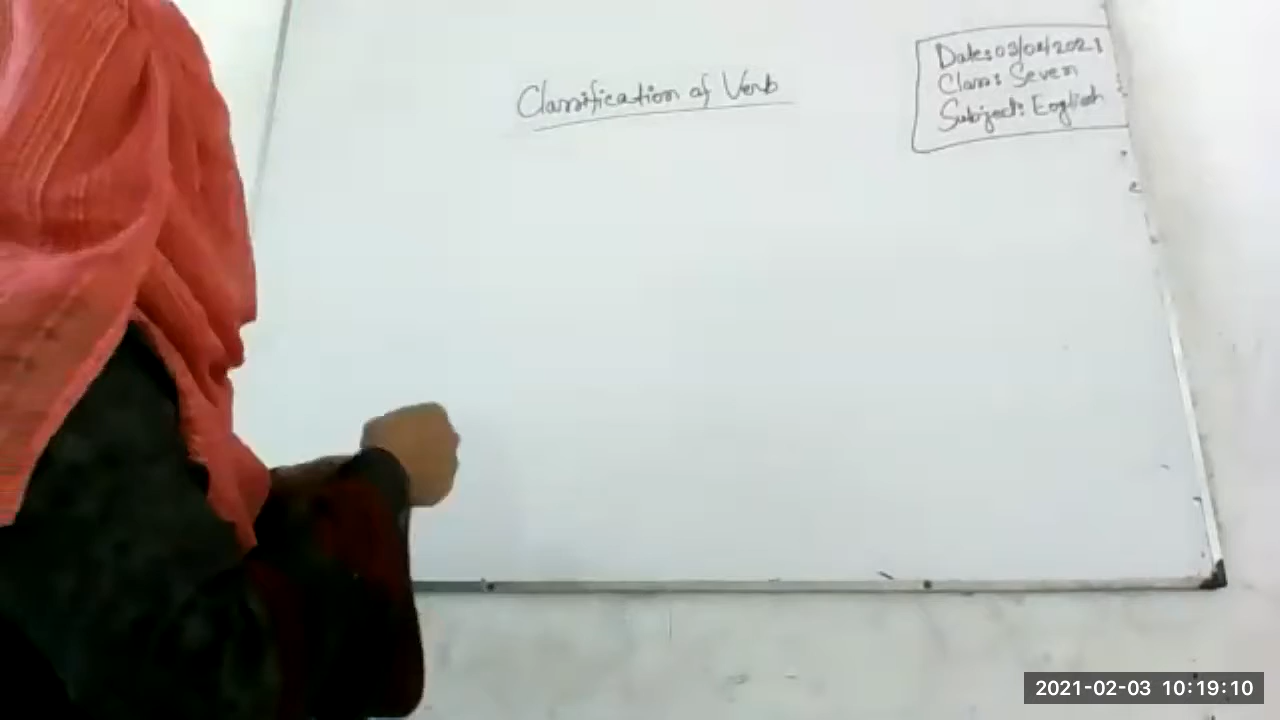 Classification of Verb
Date: 03/02/2021
Class: Seven
Subject: English
2021-02-03 10:19:10